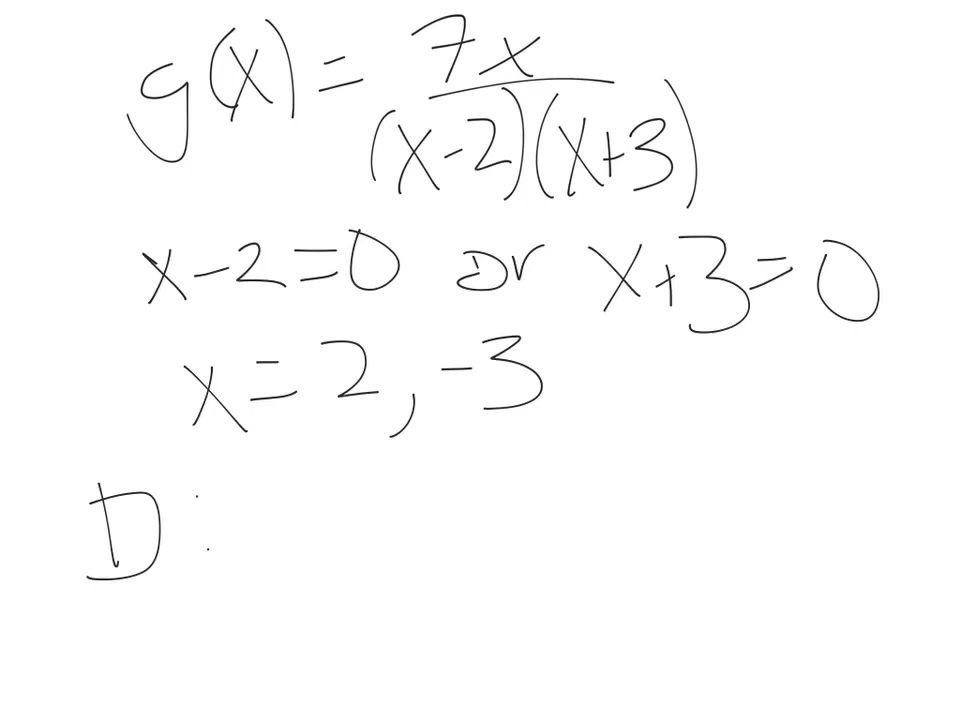 g(x) = 7x / (x-2)(x+3)
x-2=0 or x+3=0
x = 2, -3
D: